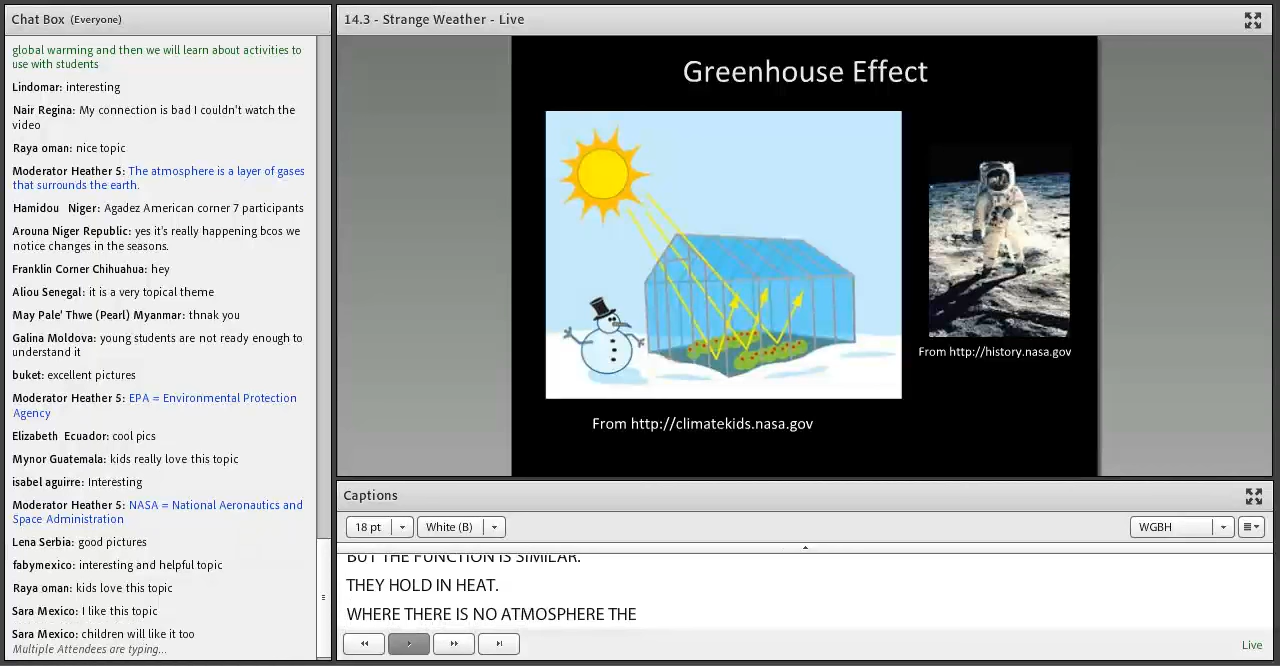 Chat Box (Everyone)
global warming and then we will learn about activities to
use with students
Lindomar: interesting
Nair Regina: My connection is bad I couldn't watch the
video
Raya oman: nice topic
Moderator Heather 5: The atmosphere is a layer of gases
that surrounds the earth.
Hamidou Niger: Agadez American corner 7 participants
Arouna Niger Republic: yes it's really happening bcos we
notice changes in the seasons.
Franklin Corner Chihuahua: hey
Aliou Senegal: it is a very topical theme
May Pale' Thwe (Pearl) Myanmar: thnak you
Galina Moldova: young students are not ready enough to
understand it
buket: excellent pictures
Moderator Heather 5: EPA = Environmental Protection
Agency
Elizabeth Ecuador: cool pics
Mynor Guatemala: kids really love this topic
isabel aguirre: Interesting
Moderator Heather 5: NASA = National Aeronautics and
Space Administration
Lena Serbia: good pictures
fabymexico: interesting and helpful topic
Raya oman: kids love this topic
Sara Mexico: I like this topic
Sara Mexico: children will like it too
Multiple Attendees are typing...
14.3 - Strange Weather - Live
Greenhouse Effect
From http://history.nasa.gov
From http://climatekids.nasa.gov
Captions
18 pt
White (B)
WGBH
BUT THE FUNCTION IS SIMILAR.
THEY HOLD IN HEAT.
WHERE THERE IS NO ATMOSPHERE THE
Live